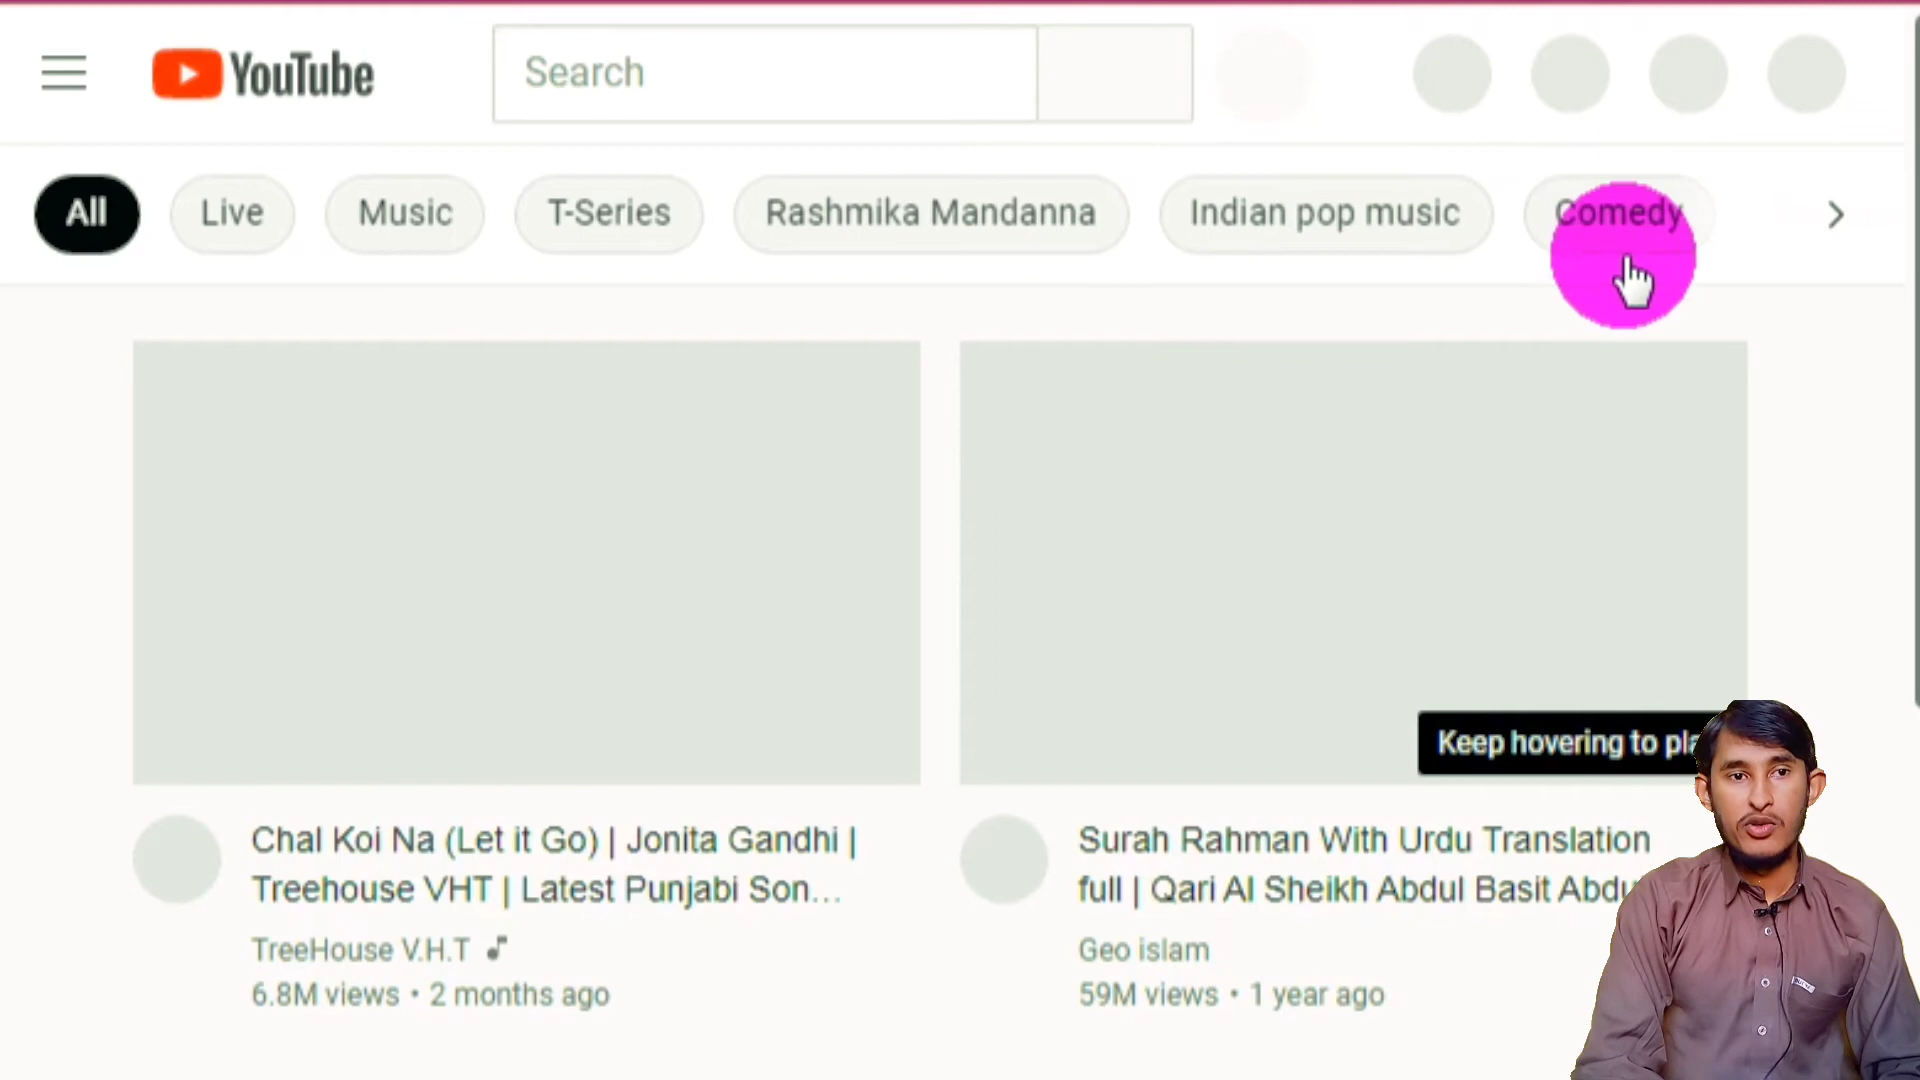 YouTube
Search
All
Live
Music
T-Series
Rashmika Mandanna
Indian pop music
Comedy
Keep hovering to pla
Chal Koi Na (Let it Go) | Jonita Gandhi |
Treehouse VHT | Latest Punjabi Son...
TreeHouse V.H.T
6.8M views • 2 months ago
Surah Rahman With Urdu Translation
full | Qari Al Sheikh Abdul Basit Abdu
Geo islam
59M views • 1 year ago